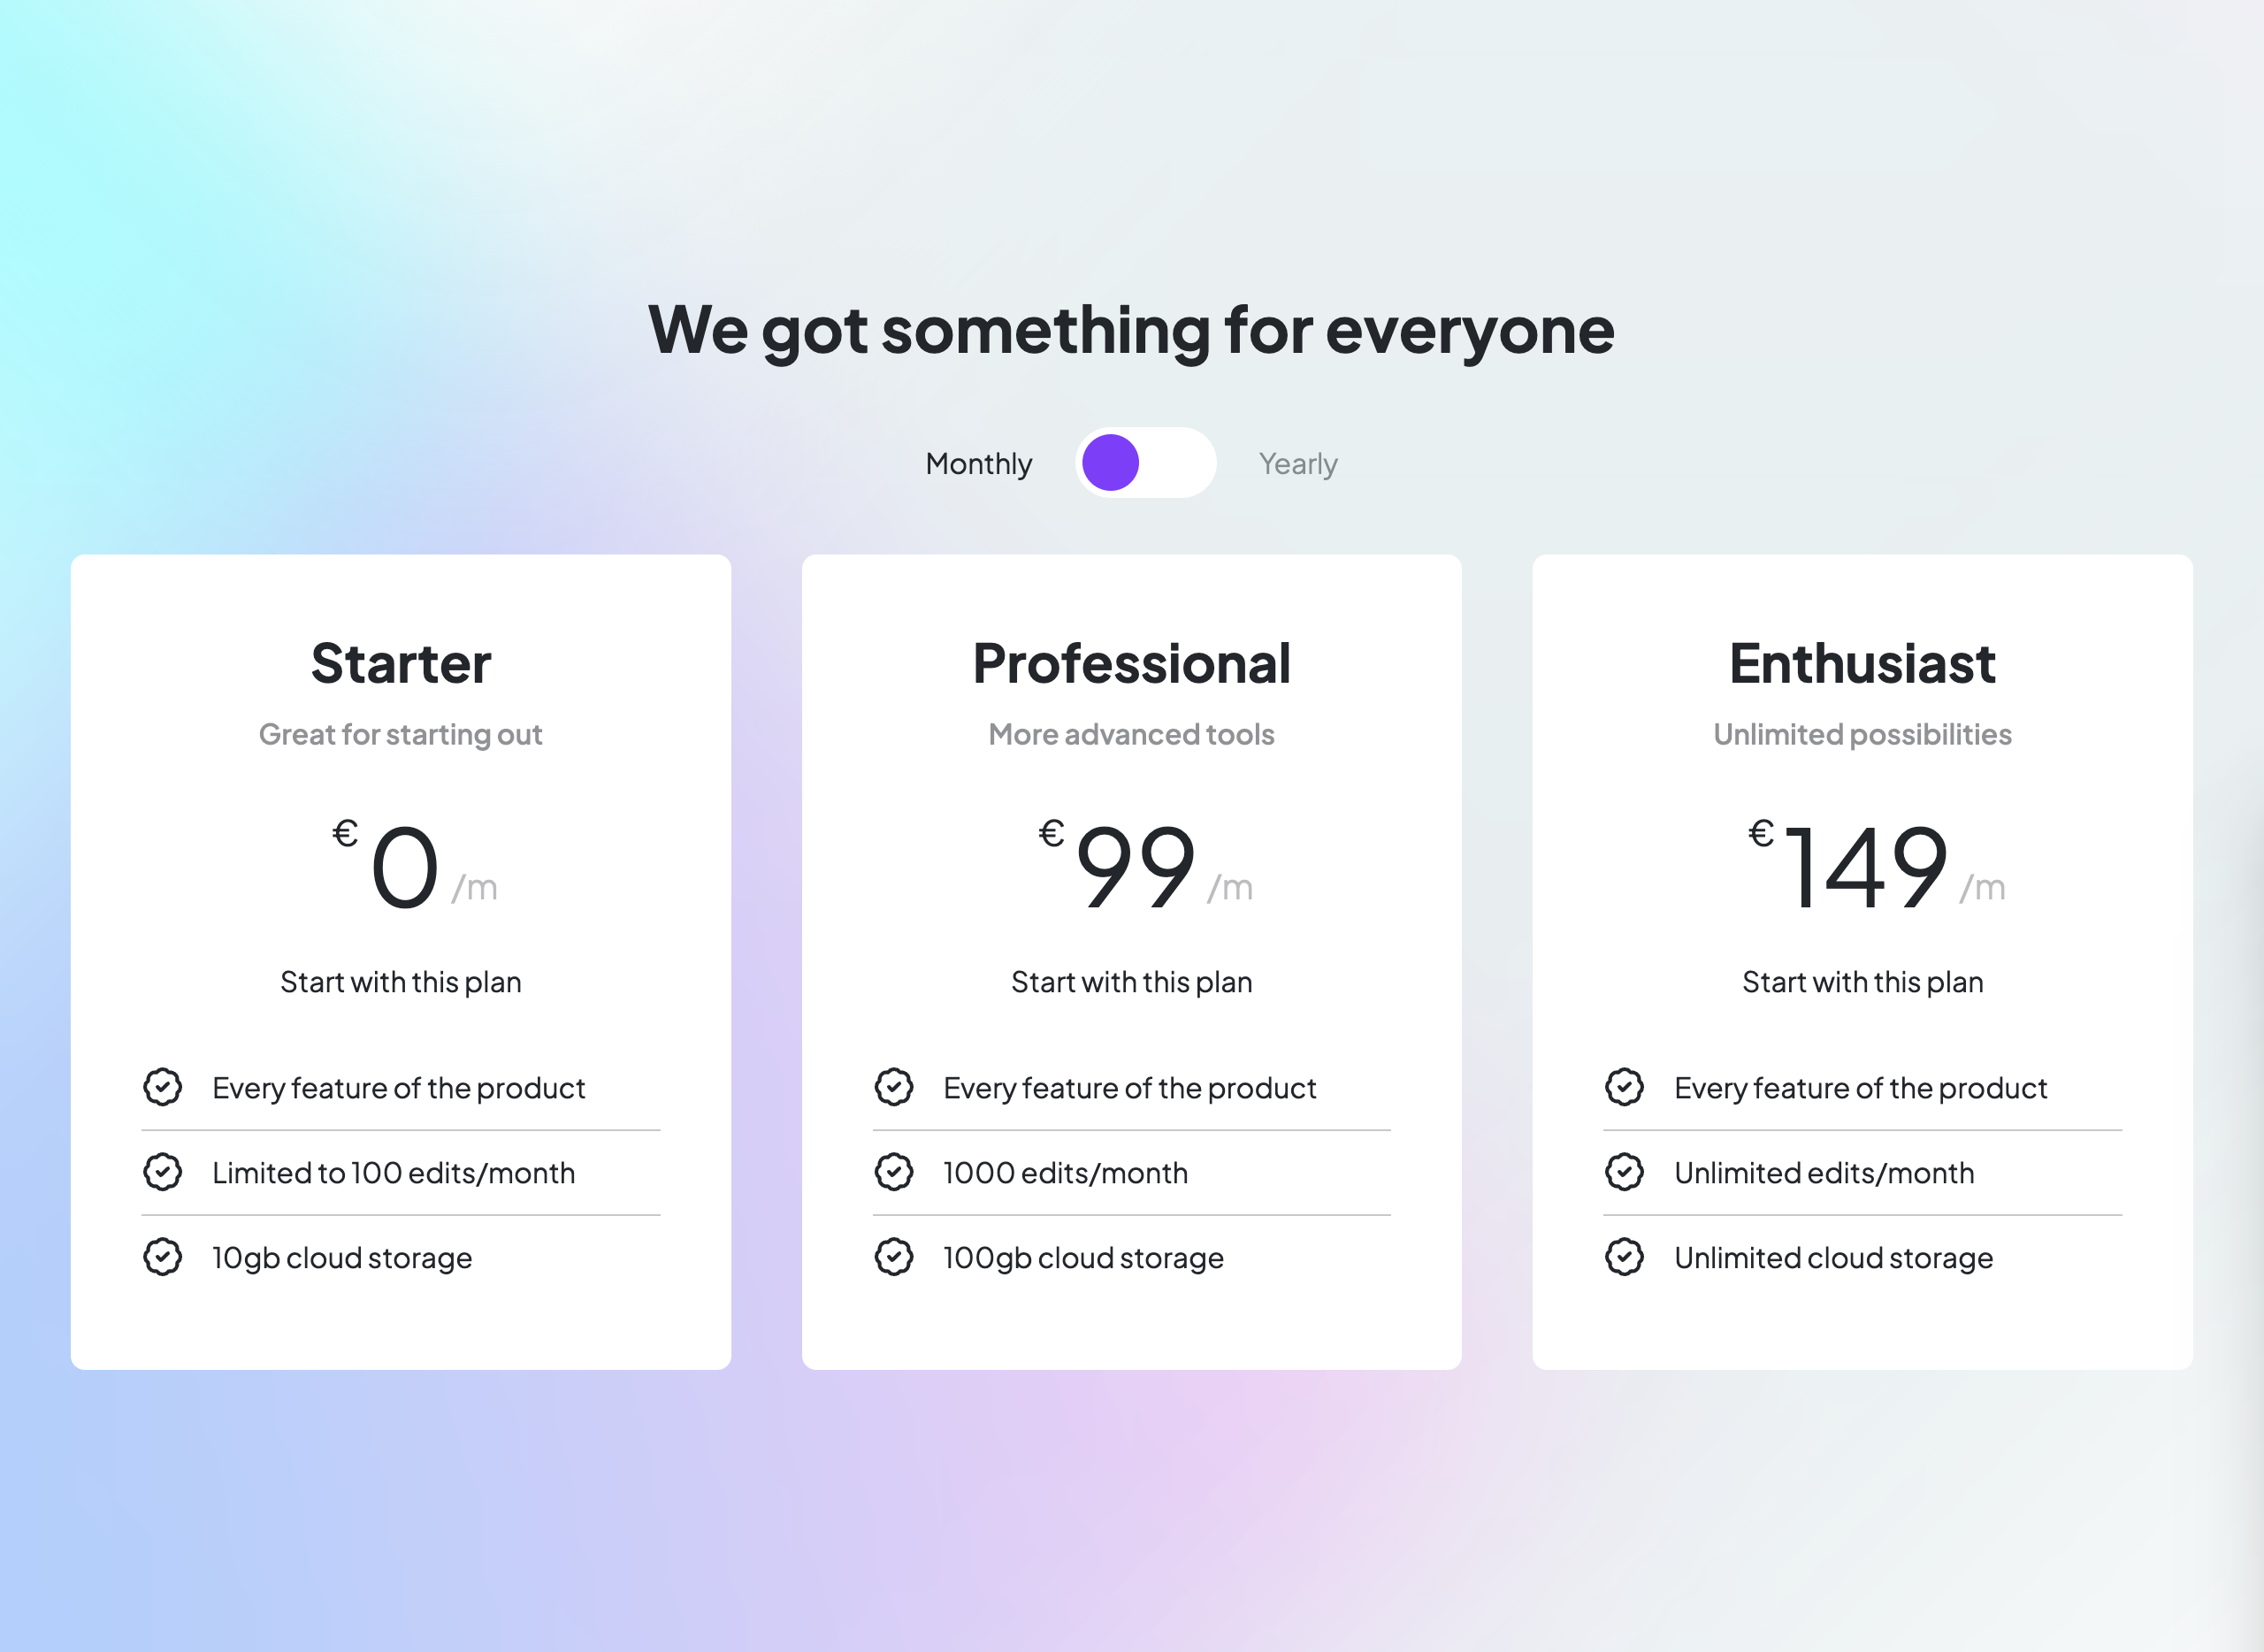 We got something for everyone
Monthly
Yearly
Starter
Great for starting out
€ 0 /m
Start with this plan
Every feature of the product
Limited to 100 edits/month
10gb cloud storage
Professional
More advanced tools
€ 99 /m
Start with this plan
Every feature of the product
1000 edits/month
100gb cloud storage
Enthusiast
Unlimited possibilities
€ 149 /m
Start with this plan
Every feature of the product
Unlimited edits/month
Unlimited cloud storage